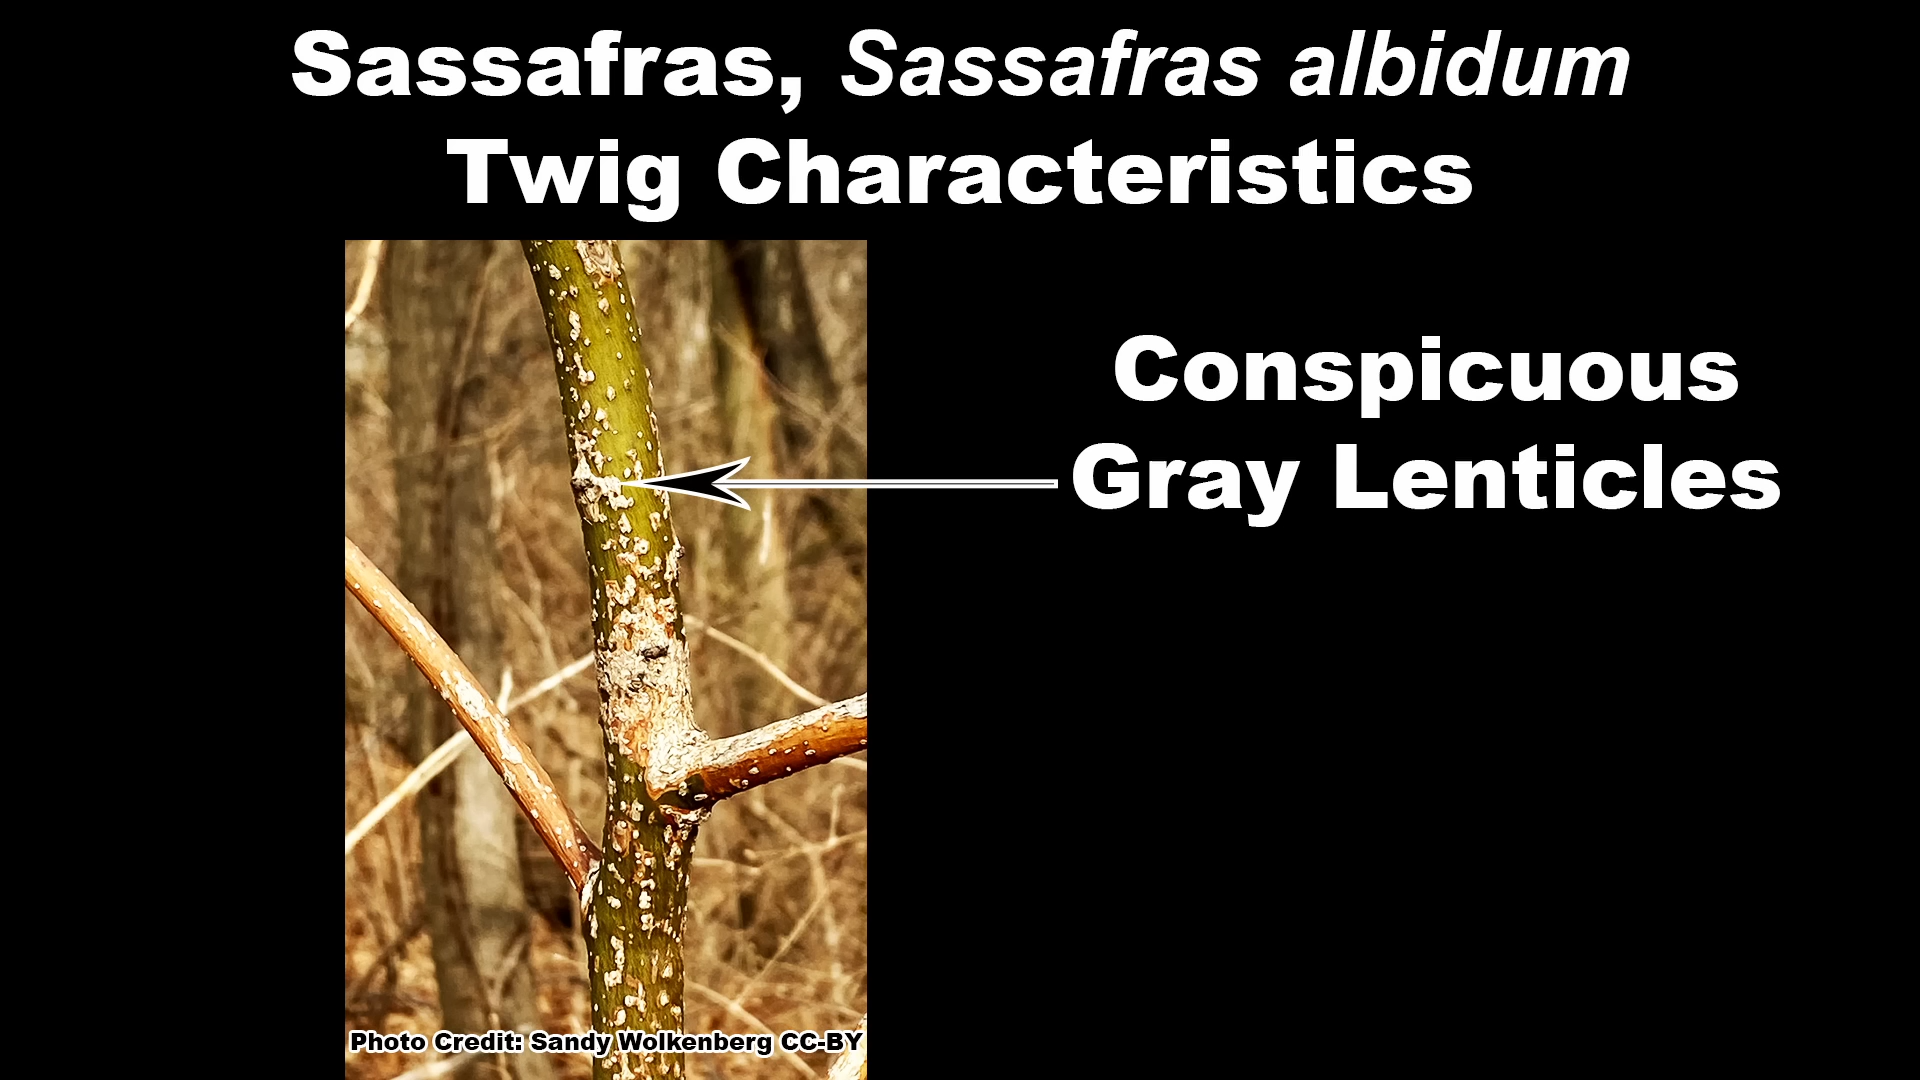 Sassafras, Sassafras albidum
Twig Characteristics
Conspicuous
Gray Lenticles
Photo Credit: Sandy Wolkenberg CC-BY